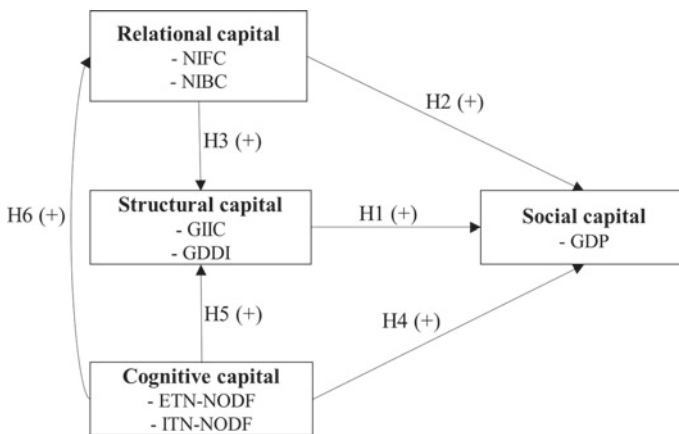 Relational capital
- NIFC
- NIBC
H2 (+)
H3 (+)
H6 (+)
Structural capital
- GIIC
- GDDI
H1 (+)
Social capital
- GDP
H5 (+)
H4 (+)
Cognitive capital
- ETN-NODF
- ITN-NODF